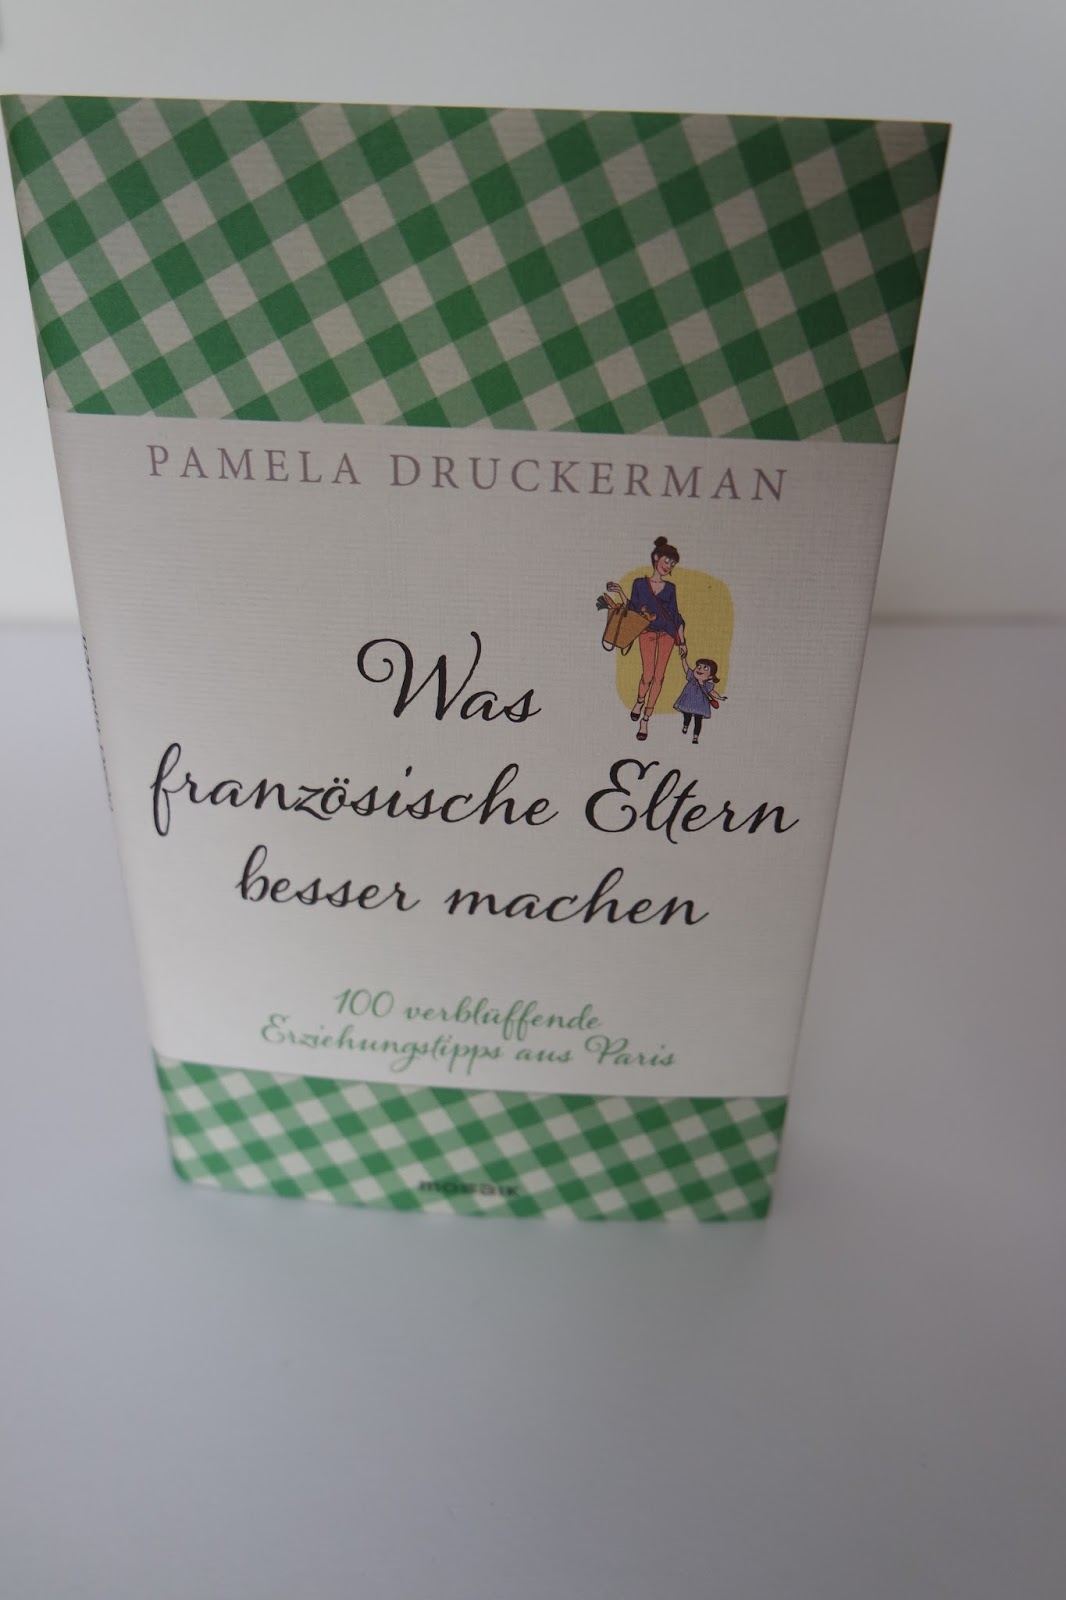 PAMELA DRUCKERMAN
Was
französische Eltern
besser machen
100 verblüffende
Erziehungstipps aus Paris
mosaik